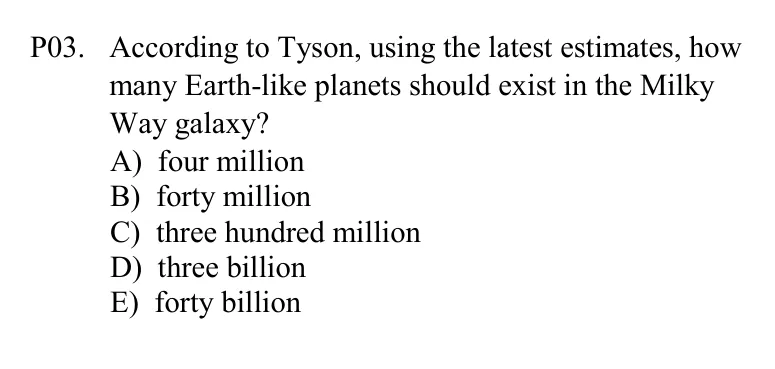 P03. According to Tyson, using the latest estimates, how
many Earth-like planets should exist in the Milky
Way galaxy?
A) four million
B) forty million
C) three hundred million
D) three billion
E) forty billion